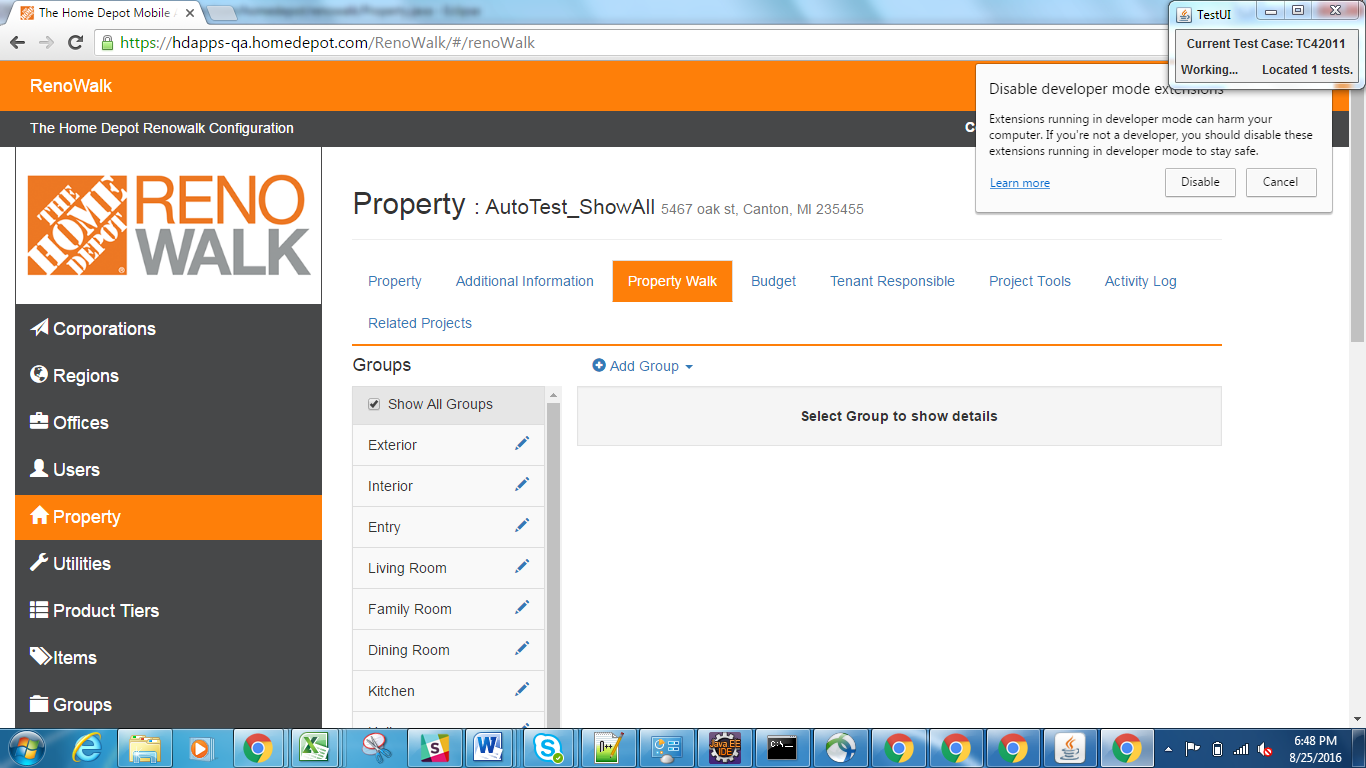 The Home Depot Mobile
TestUI
https://hdapps-qa.homedepot.com/RenoWalk/#/renoWalk
Current Test Case: TC42011
Working... Located 1 tests.
RenoWalk
Disable developer mode extensions
Extensions running in developer mode can harm your
computer. If you're not a developer, you should disable these
extensions running in developer mode to stay safe.
Learn more Disable Cancel
The Home Depot Renowalk Configuration
THE HOME DEPOT
RENO
WALK
Property : AutoTest_ShowAll 5467 oak st, Canton, MI 235455
Property Additional Information Property Walk Budget Tenant Responsible Project Tools Activity Log
Related Projects
Corporations
Regions
Offices
Users
Property
Utilities
Product Tiers
Items
Groups
Groups
Add Group
Show All Groups
Select Group to show details
Exterior
Interior
Entry
Living Room
Family Room
Dining Room
Kitchen
6:48 PM
8/25/2016